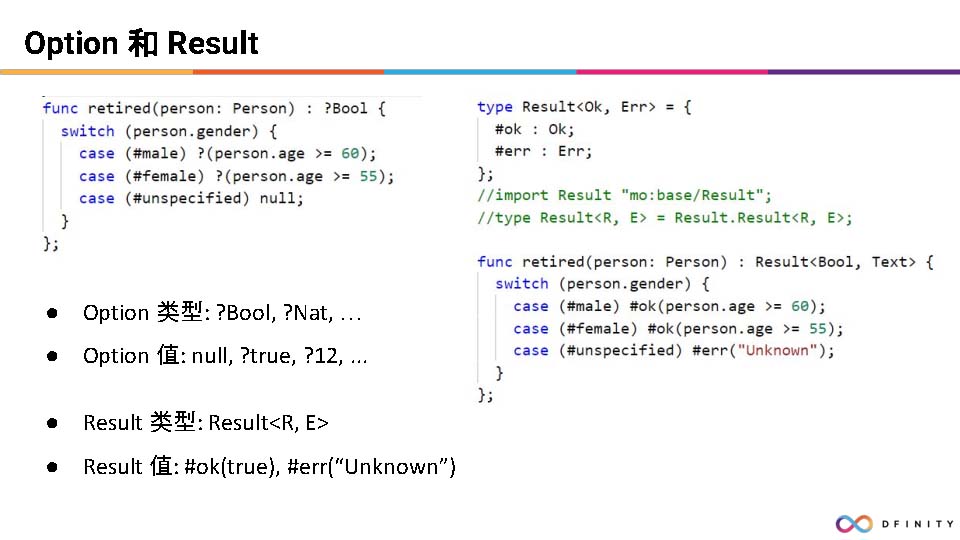 Option 和 Result
func retired(person: Person) : ?Bool {
switch (person.gender) {
case (#male) ?(person.age >= 60);
case (#female) ?(person.age >= 55);
case (#unspecified) null;
}
};
● Option 类型: ?Bool, ?Nat, …
● Option 值: null, ?true, ?12, ...
● Result 类型: Result<R, E>
● Result 值: #ok(true), #err(“Unknown”)
type Result<Ok, Err> = {
#ok : Ok;
#err : Err;
};
//import Result "mo:base/Result";
//type Result<R, E> = Result.Result<R, E>;
func retired(person: Person) : Result<Bool, Text> {
switch (person.gender) {
case (#male) #ok(person.age >= 60);
case (#female) #ok(person.age >= 55);
case (#unspecified) #err("Unknown");
}
};
DFINITY